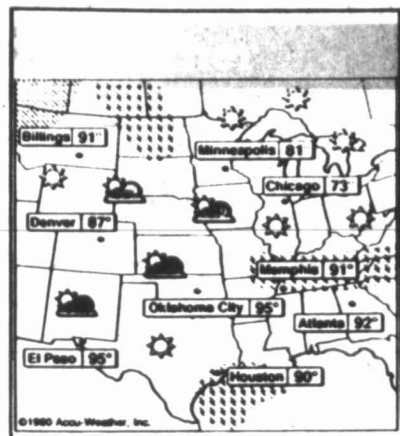 Billings 91°
Minneapolis 81
Chicago 73
Denver 87°
Memphis 91°
Oklahoma City 95°
Atlanta 92°
El Paso 95°
Houston 90°
©1980 Accu-Weather, Inc.